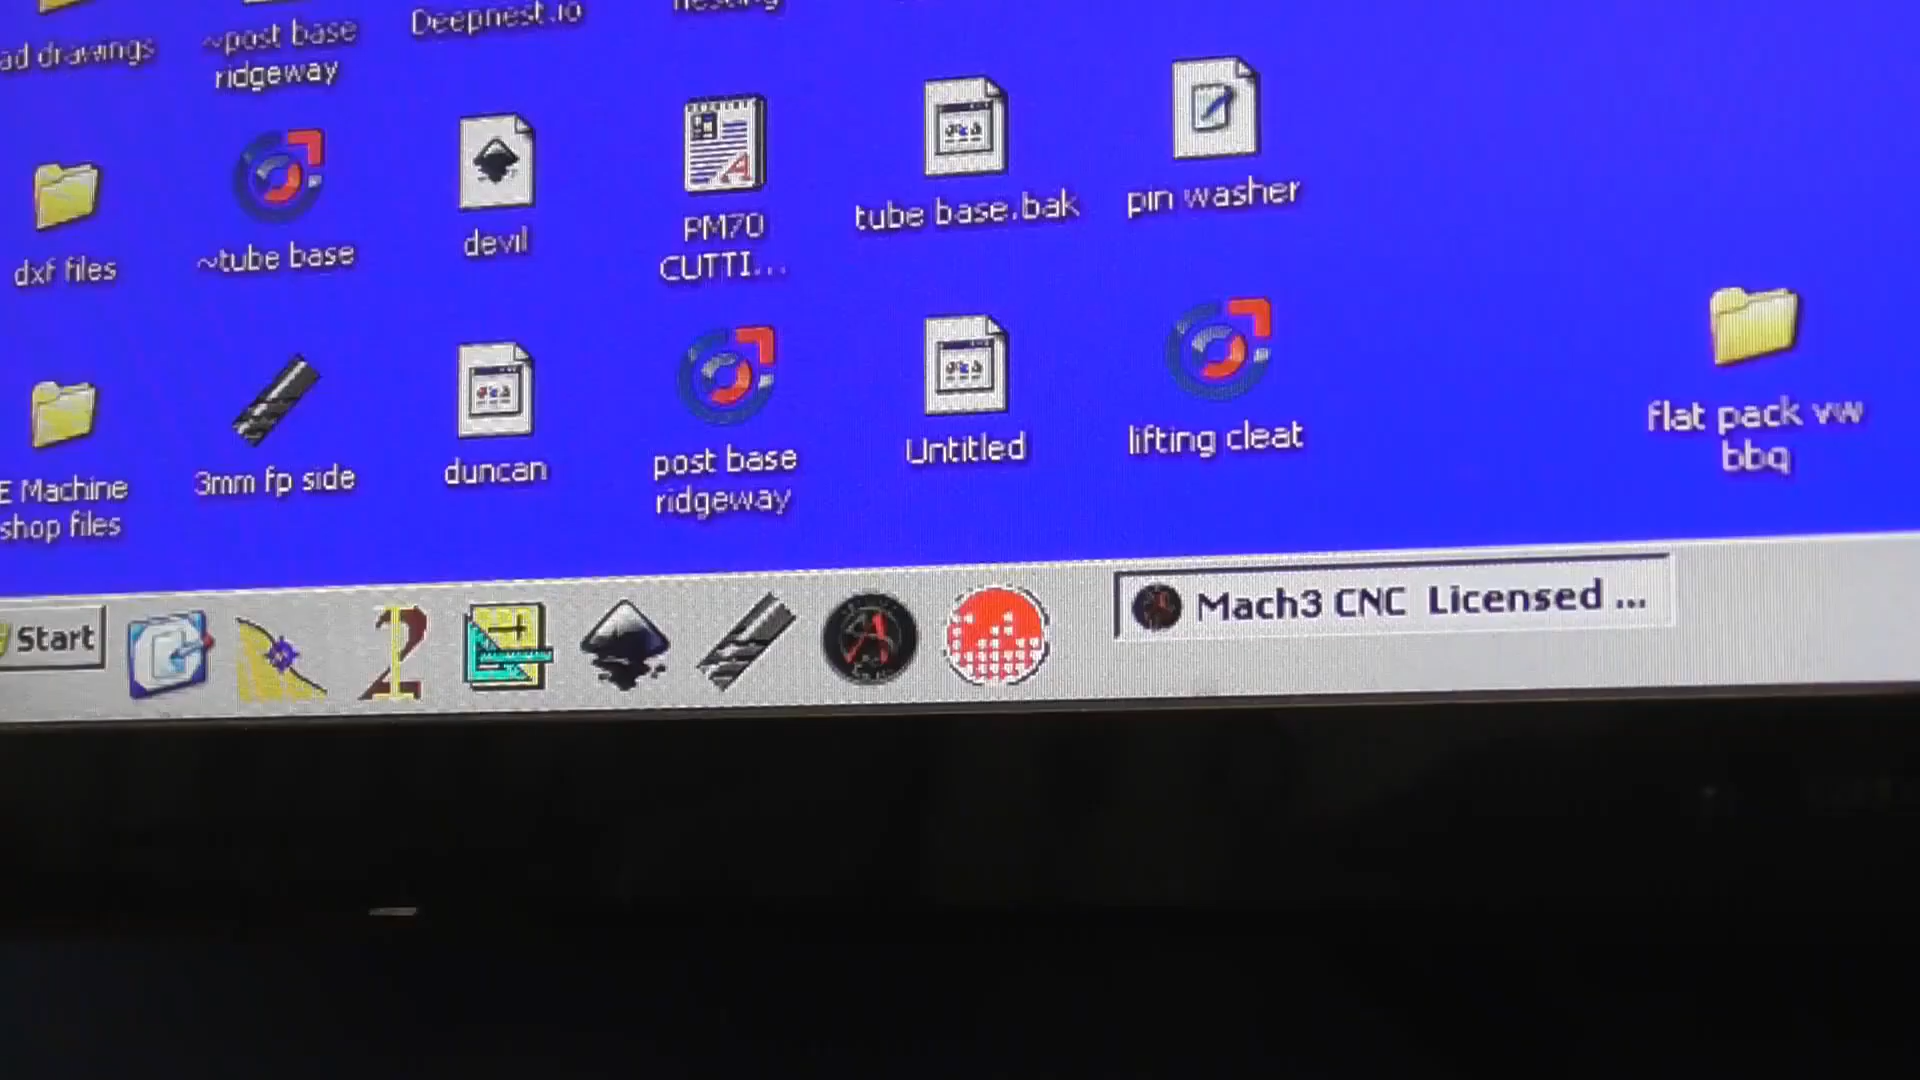 ad drawings
~post base
ridgeway
Deepnest.io
nesting
dxf files
~tube base
devil
PM70
CUTTI...
tube base.bak
pin washer
E Machine
shop files
3mm fp side
duncan
post base
ridgeway
Untitled
lifting cleat
flat pack vw
bbq
Start
Mach3 CNC Licensed ...